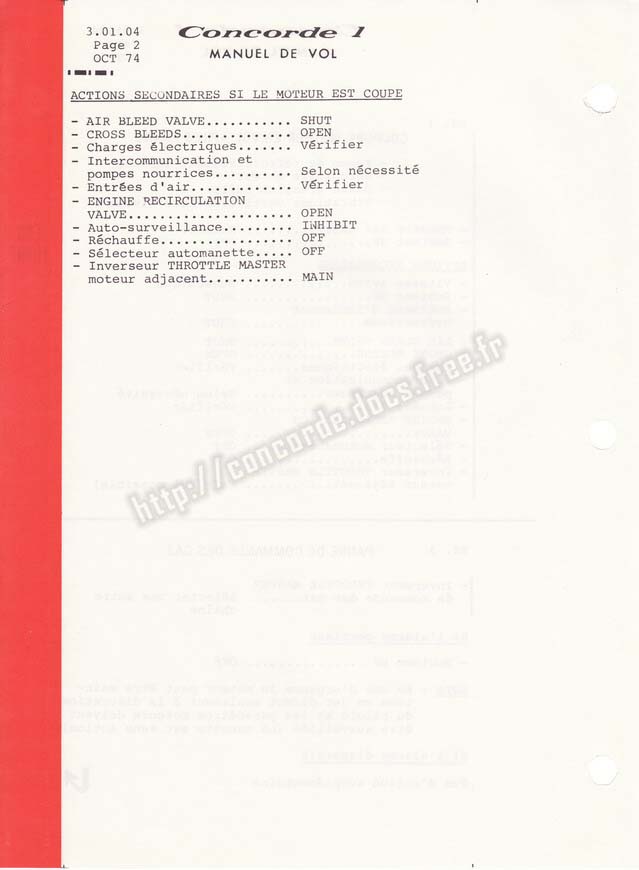 3.01.04
Page 2
OCT 74
Concorde 1
MANUEL DE VOL
ACTIONS SECONDAIRES SI LE MOTEUR EST COUPE
- AIR BLEED VALVE........... SHUT
- CROSS BLEEDS.............. OPEN
- Charges électriques....... Vérifier
- Intercommunication et
pompes nourrices.......... Selon nécessité
- Entrées d'air............. Vérifier
- ENGINE RECIRCULATION
VALVE..................... OPEN
- Auto-surveillance......... INHIBIT
- Réchauffe................. OFF
- Sélecteur automanette..... OFF
- Inverseur THROTTLE MASTER
moteur adjacent........... MAIN
http://concorde.docs.free.fr